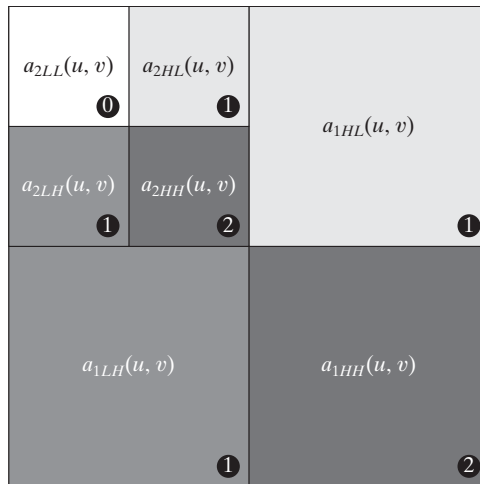 a2LL(u, v)
0
a2HL(u, v)
1
a1HL(u, v)
1
a2LH(u, v)
1
a2HH(u, v)
2
a1LH(u, v)
1
a1HH(u, v)
2